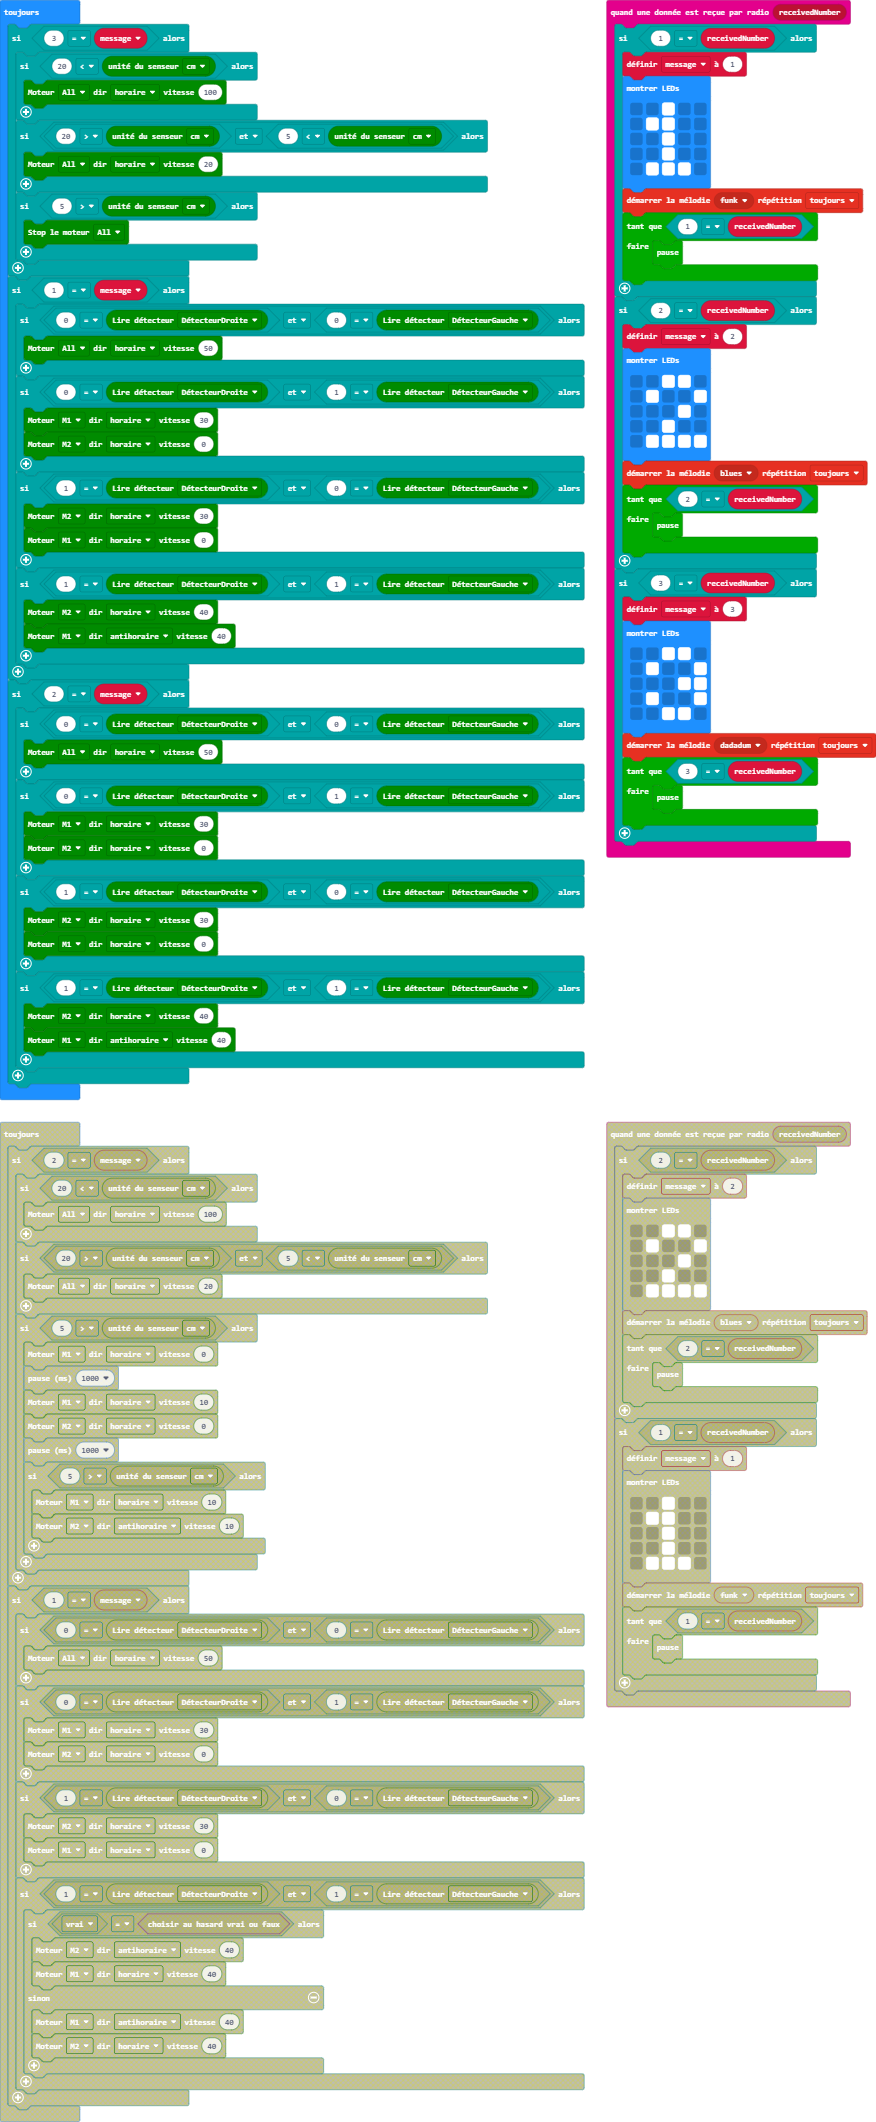 toujours
si 3 = message alors
si 20 < unité du senseur cm alors
Moteur All dir horaire vitesse 100
si 20 > unité du senseur cm et 5 < unité du senseur cm alors
Moteur All dir horaire vitesse 20
si 5 > unité du senseur cm alors
Stop le moteur All
si 1 = message alors
si 0 = Lire détecteur DétecteurDroite et 0 = Lire détecteur DétecteurGauche alors
Moteur All dir horaire vitesse 50
si 0 = Lire détecteur DétecteurDroite et 1 = Lire détecteur DétecteurGauche alors
Moteur M1 dir horaire vitesse 30
Moteur M2 dir horaire vitesse 0
si 1 = Lire détecteur DétecteurDroite et 0 = Lire détecteur DétecteurGauche alors
Moteur M2 dir horaire vitesse 30
Moteur M1 dir horaire vitesse 0
si 1 = Lire détecteur DétecteurDroite et 1 = Lire détecteur DétecteurGauche alors
Moteur M2 dir horaire vitesse 40
Moteur M1 dir antihoraire vitesse 40
si 2 = message alors
si 0 = Lire détecteur DétecteurDroite et 0 = Lire détecteur DétecteurGauche alors
Moteur All dir horaire vitesse 50
si 0 = Lire détecteur DétecteurDroite et 1 = Lire détecteur DétecteurGauche alors
Moteur M1 dir horaire vitesse 30
Moteur M2 dir horaire vitesse 0
si 1 = Lire détecteur DétecteurDroite et 0 = Lire détecteur DétecteurGauche alors
Moteur M2 dir horaire vitesse 30
Moteur M1 dir horaire vitesse 0
si 1 = Lire détecteur DétecteurDroite et 1 = Lire détecteur DétecteurGauche alors
Moteur M2 dir horaire vitesse 40
Moteur M1 dir antihoraire vitesse 40
quand une donnée est reçue par radio receivedNumber
si 1 = receivedNumber alors
définir message à 1
montrer LEDs
démarrer la mélodie funk répétition toujours
tant que 1 = receivedNumber
faire
pause
si 2 = receivedNumber alors
définir message à 2
montrer LEDs
démarrer la mélodie blues répétition toujours
tant que 2 = receivedNumber
faire
pause
si 3 = receivedNumber alors
définir message à 3
montrer LEDs
démarrer la mélodie dadadum répétition toujours
tant que 3 = receivedNumber
faire
pause
toujours
si 2 = message alors
si 20 < unité du senseur cm alors
Moteur All dir horaire vitesse 100
si 20 > unité du senseur cm et 5 < unité du senseur cm alors
Moteur All dir horaire vitesse 20
si 5 > unité du senseur cm alors
Moteur M1 dir horaire vitesse 0
pause (ms) 1000
Moteur M1 dir horaire vitesse 10
Moteur M2 dir horaire vitesse 0
pause (ms) 1000
si 5 > unité du senseur cm alors
Moteur M1 dir horaire vitesse 10
Moteur M2 dir antihoraire vitesse 10
si 1 = message alors
si 0 = Lire détecteur DétecteurDroite et 0 = Lire détecteur DétecteurGauche alors
Moteur All dir horaire vitesse 50
si 0 = Lire détecteur DétecteurDroite et 1 = Lire détecteur DétecteurGauche alors
Moteur M1 dir horaire vitesse 30
Moteur M2 dir horaire vitesse 0
si 1 = Lire détecteur DétecteurDroite et 0 = Lire détecteur DétecteurGauche alors
Moteur M2 dir horaire vitesse 30
Moteur M1 dir horaire vitesse 0
si 1 = Lire détecteur DétecteurDroite et 1 = Lire détecteur DétecteurGauche alors
si vrai = choisir au hasard vrai ou faux alors
Moteur M2 dir antihoraire vitesse 40
Moteur M1 dir horaire vitesse 40
sinon
Moteur M1 dir antihoraire vitesse 40
Moteur M2 dir horaire vitesse 40
quand une donnée est reçue par radio receivedNumber
si 2 = receivedNumber alors
définir message à 2
montrer LEDs
démarrer la mélodie blues répétition toujours
tant que 2 = receivedNumber
faire
pause
si 1 = receivedNumber alors
définir message à 1
montrer LEDs
démarrer la mélodie funk répétition toujours
tant que 1 = receivedNumber
faire
pause